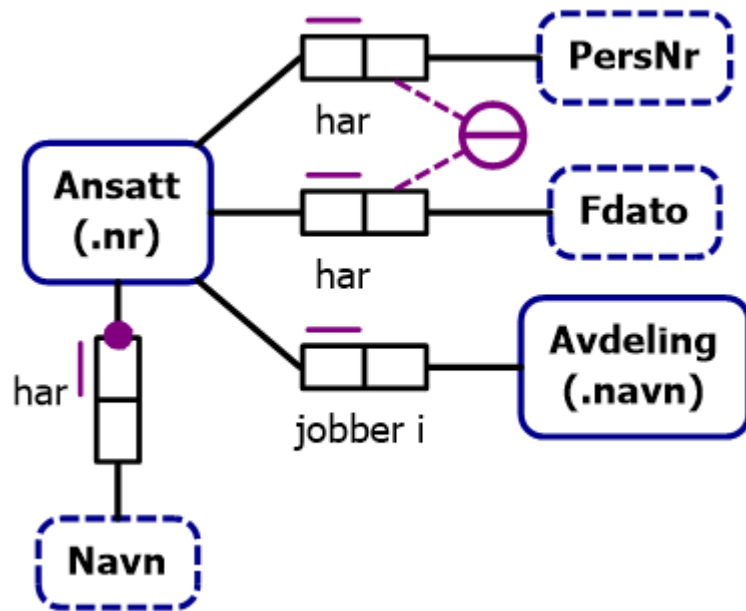 PersNr
har
Ansatt
(.nr)
Fdato
har
Avdeling
(.navn)
har
jobber i
Navn